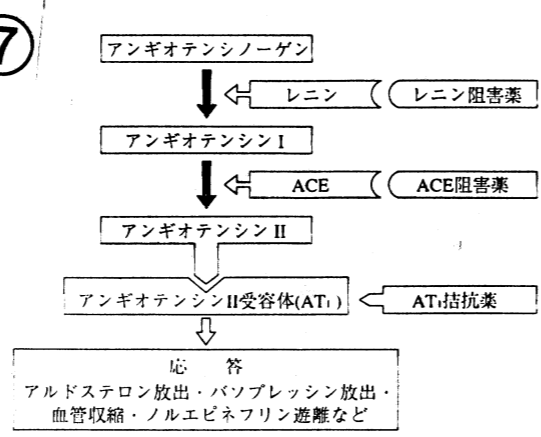 7
アンギオテンシノーゲン
レニン
レニン阻害薬
アンギオテンシンI
ACE
ACE阻害薬
アンギオテンシンII
アンギオテンシンII受容体(AT₁)
AT₁拮抗薬
応 答
アルドステロン放出・バソプレッシン放出・
血管収縮・ノルエピネフリン遊離など